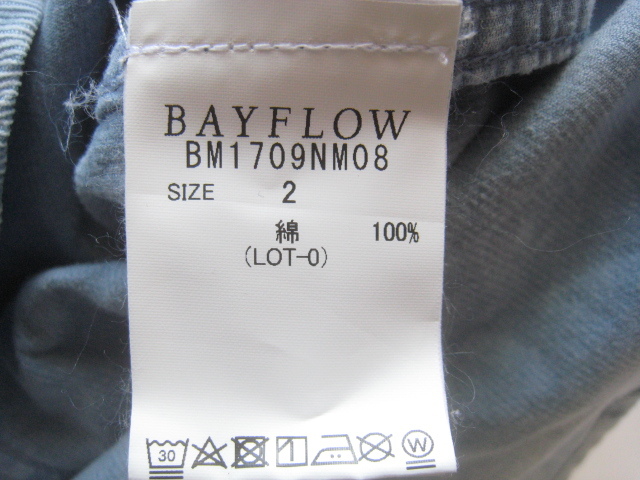 BAYFLOW
BM1709NM08
SIZE 2
綿 100%
(LOT-0)
30 W